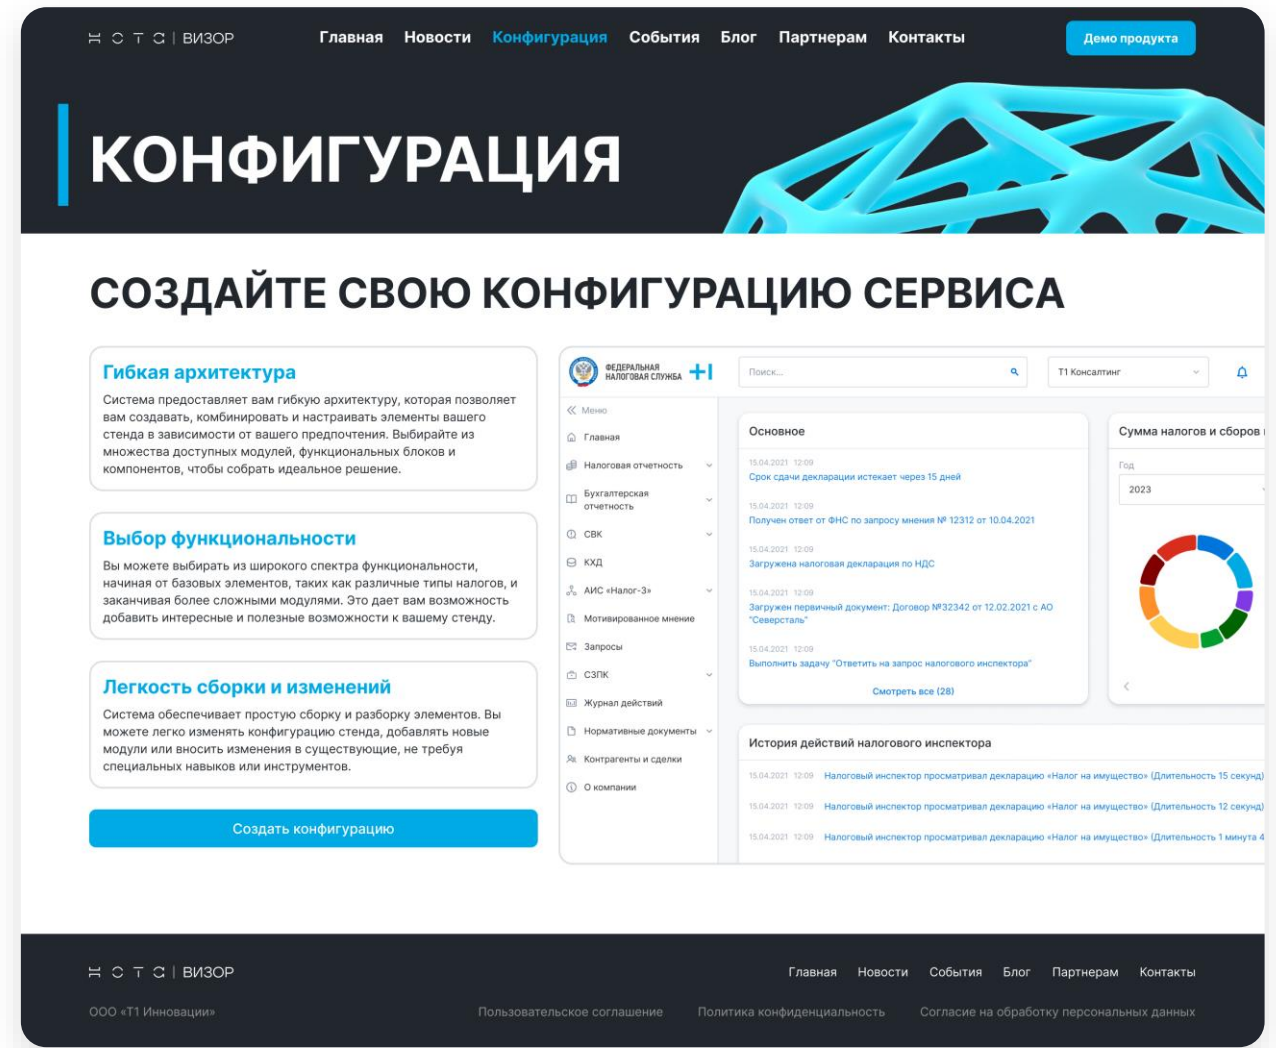 НОТА | ВИЗОР
Главная Новости Конфигурация События Блог Партнерам Контакты
Демо продукта
КОНФИГУРАЦИЯ
СОЗДАЙТЕ СВОЮ КОНФИГУРАЦИЮ СЕРВИСА
Гибкая архитектура
Система предоставляет вам гибкую архитектуру, которая позволяет
вам создавать, комбинировать и настраивать элементы вашего
стенда в зависимости от вашего предпочтения. Выбирайте из
множества доступных модулей, функциональных блоков и
компонентов, чтобы собрать идеальное решение.
Выбор функциональности
Вы можете выбирать из широкого спектра функциональности,
начиная от базовых элементов, таких как различные типы налогов, и
заканчивая более сложными модулями. Это дает вам возможность
добавить интересные и полезные возможности к вашему стенду.
Легкость сборки и изменений
Система обеспечивает простую сборку и разборку элементов. Вы
можете легко изменять конфигурацию стенда, добавлять новые
модули или вносить изменения в существующие, не требуя
специальных навыков или инструментов.
Создать конфигурацию
ФЕДЕРАЛЬНАЯ
НАЛОГОВАЯ СЛУЖБА
Поиск...
Т1 Консалтинг
Меню
Главная
Налоговая отчетность
Бухгалтерская
отчетность
СВК
КХД
АИС «Налог-3»
Мотивированное мнение
Запросы
СЗПК
Журнал действий
Нормативные документы
Контрагенты и сделки
О компании
Основное
15.04.2021 12:09
Срок сдачи декларации истекает через 15 дней
15.04.2021 12:09
Получен ответ от ФНС по запросу мнения № 12312 от 10.04.2021
15.04.2021 12:09
Загружена налоговая декларация по НДС
15.04.2021 12:09
Загружен первичный документ: Договор №32342 от 12.02.2021 с АО
"Северсталь"
15.04.2021 12:09
Выполнить задачу "Ответить на запрос налогового инспектора"
Смотреть все (28)
Сумма налогов и сборов
Год
2023
История действий налогового инспектора
15.04.2021 12:09 Налоговый инспектор просматривал декларацию «Налог на имущество» (Длительность 15 секунд)
15.04.2021 12:09 Налоговый инспектор просматривал декларацию «Налог на имущество» (Длительность 12 секунд)
15.04.2021 12:09 Налоговый инспектор просматривал декларацию «Налог на имущество» (Длительность 1 минута 4
НОТА | ВИЗОР
Главная Новости События Блог Партнерам Контакты
ООО «Т1 Инновации»
Пользовательское соглашение Политика конфиденциальность Согласие на обработку персональных данных